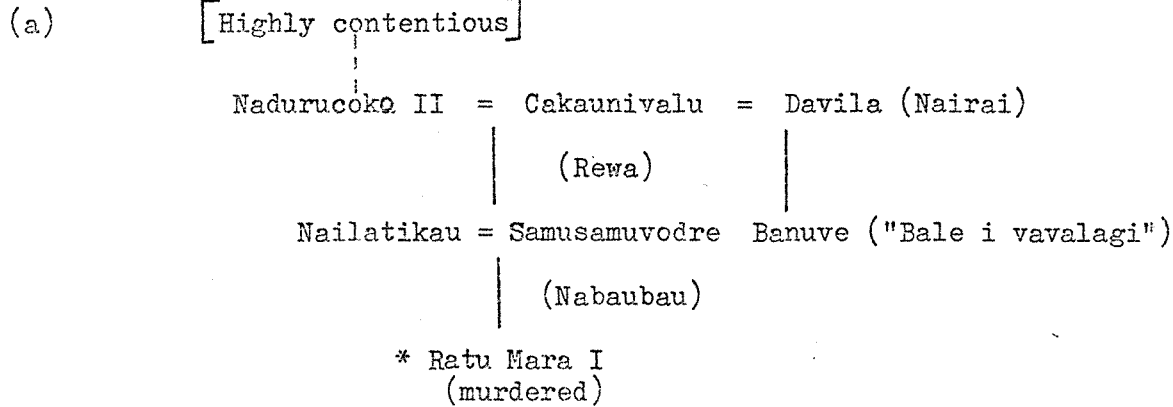 (a) [Highly contentious]
Nadurucoko II = Cakaunivalu = Davila (Nairai)
(Rewa)
Nailatikau = Samusamuvodre Banuve ("Bale i vavalagi")
(Nabaubau)
* Ratu Mara I
(murdered)